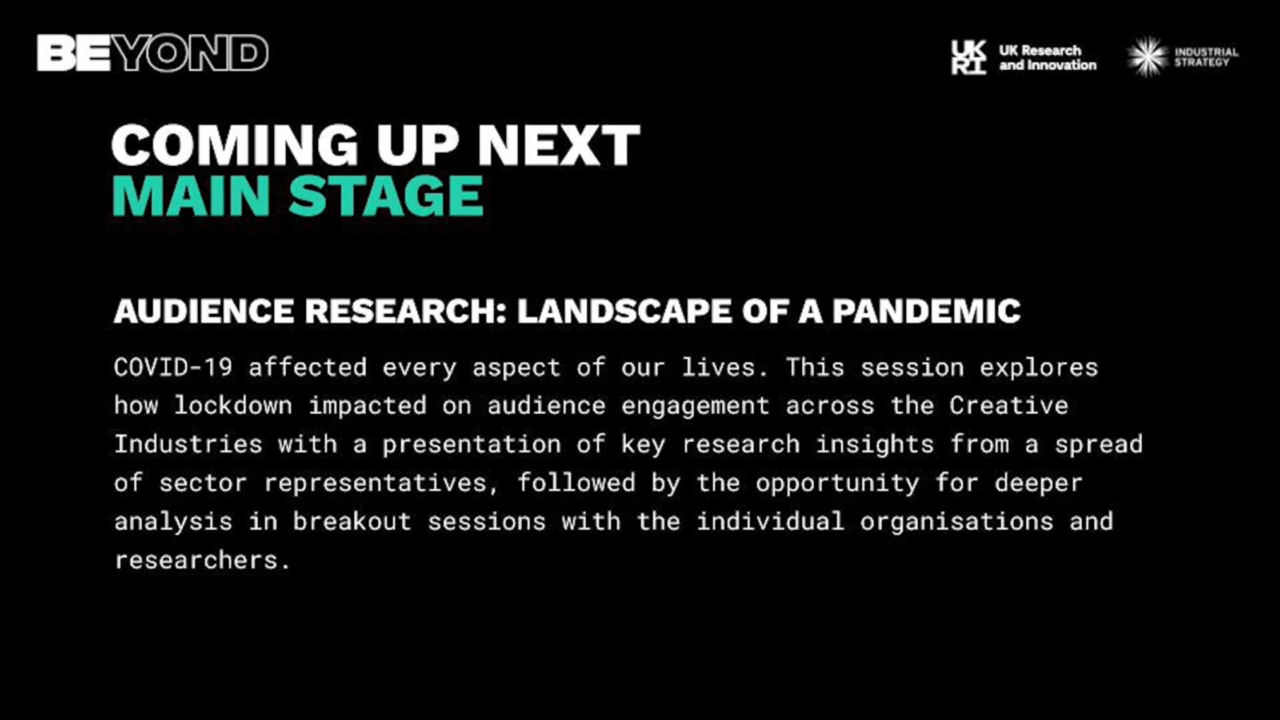 BEYOND
UKRI UK Research and Innovation
INDUSTRIAL STRATEGY
COMING UP NEXT
MAIN STAGE
AUDIENCE RESEARCH: LANDSCAPE OF A PANDEMIC
COVID-19 affected every aspect of our lives. This session explores
how lockdown impacted on audience engagement across the Creative
Industries with a presentation of key research insights from a spread
of sector representatives, followed by the opportunity for deeper
analysis in breakout sessions with the individual organisations and
researchers.